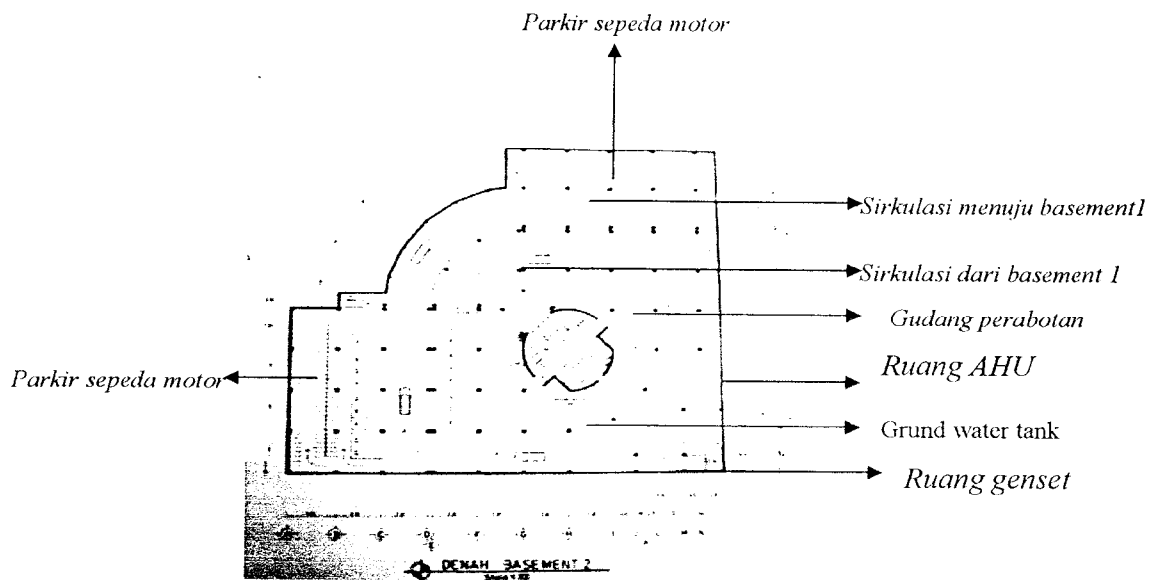 Parkir sepeda motor
Sirkulasi menuju basement1
Sirkulasi dari basement 1
Gudang perabotan
Ruang AHU
Parkir sepeda motor
Grund water tank
Ruang genset
C
F
G
H
DENAH BASEMENT 2